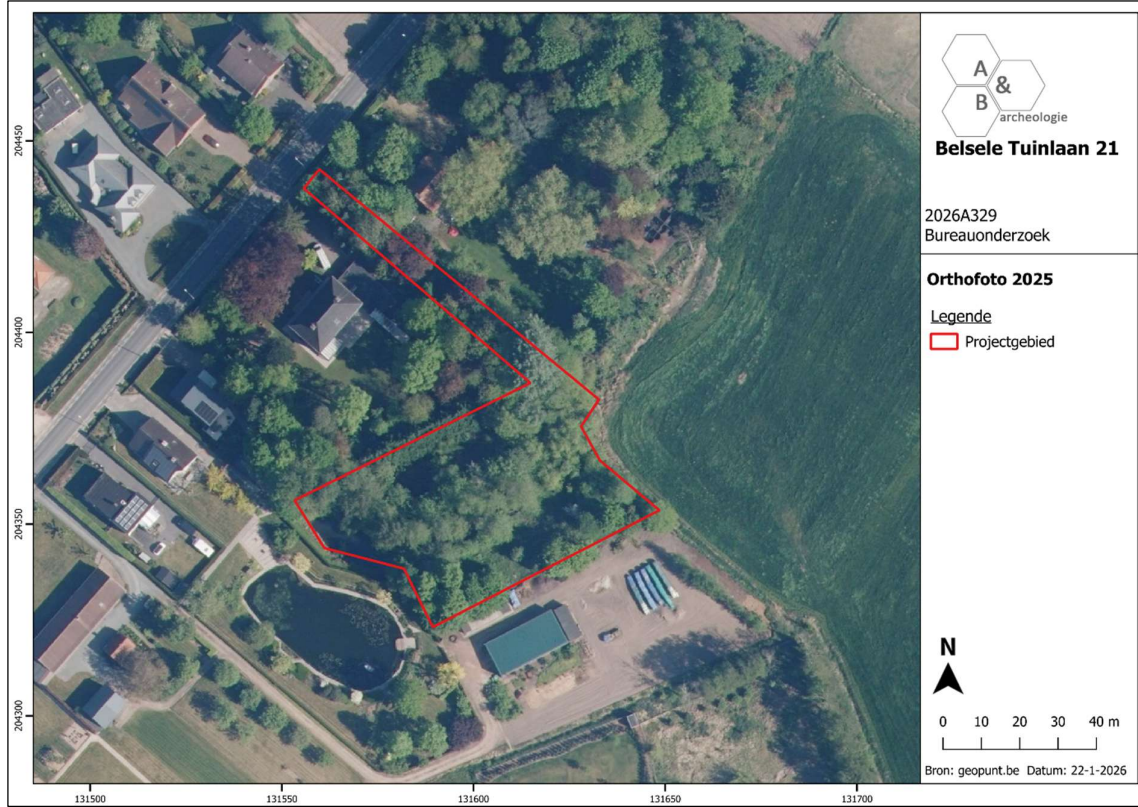 A
&
B
archeologie
Belsele Tuinlaan 21
2026A329
Bureauonderzoek
Orthofoto 2025
Legende
Projectgebied
N
0 10 20 30 40 m
Bron: geopunt.be Datum: 22-1-2026
204450
204400
204350
204300
131500 131550 131600 131650 131700